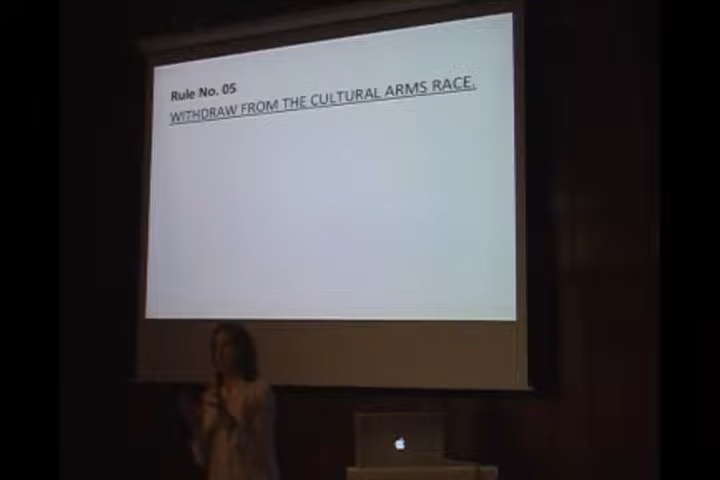 Rule No. 05
WITHDRAW FROM THE CULTURAL ARMS RACE.